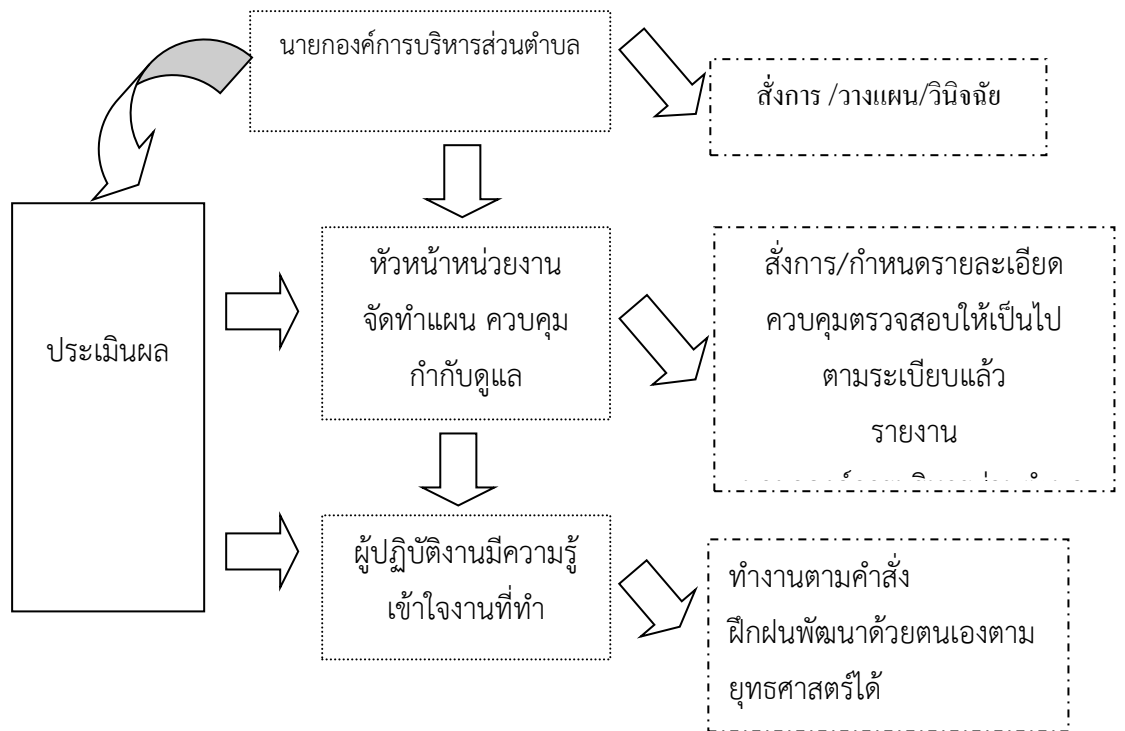 นายกองค์การบริหารส่วนตำบล
สั่งการ /วางแผน/วินิจฉัย
ประเมินผล
หัวหน้าหน่วยงาน
จัดทำแผน ควบคุม
กำกับดูแล
สั่งการ/กำหนดรายละเอียด
ควบคุมตรวจสอบให้เป็นไป
ตามระเบียบแล้ว
รายงาน
ผู้ปฏิบัติงานมีความรู้
เข้าใจงานที่ทำ
ทำงานตามคำสั่ง
ฝึกฝนพัฒนาด้วยตนเองตาม
ยุทธศาสตร์ได้